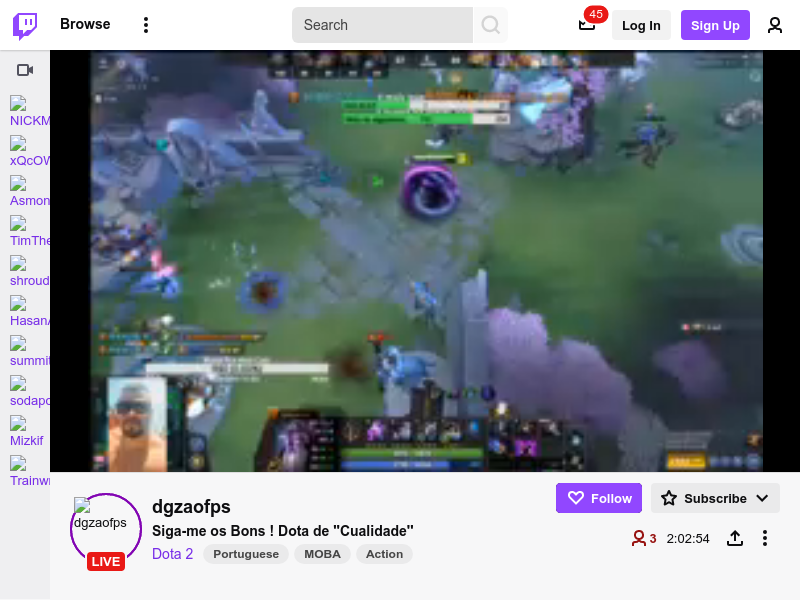 Browse
Search
45
Log In
Sign Up
NICKM
xQcOW
Asmon
TimThe
shroud
HasanA
summit
sodapo
Mizkif
Trainw
dgzaofps
LIVE
dgzaofps
Siga-me os Bons ! Dota de "Cualidade"
Dota 2
Portuguese
MOBA
Action
Follow
Subscribe
3
2:02:54